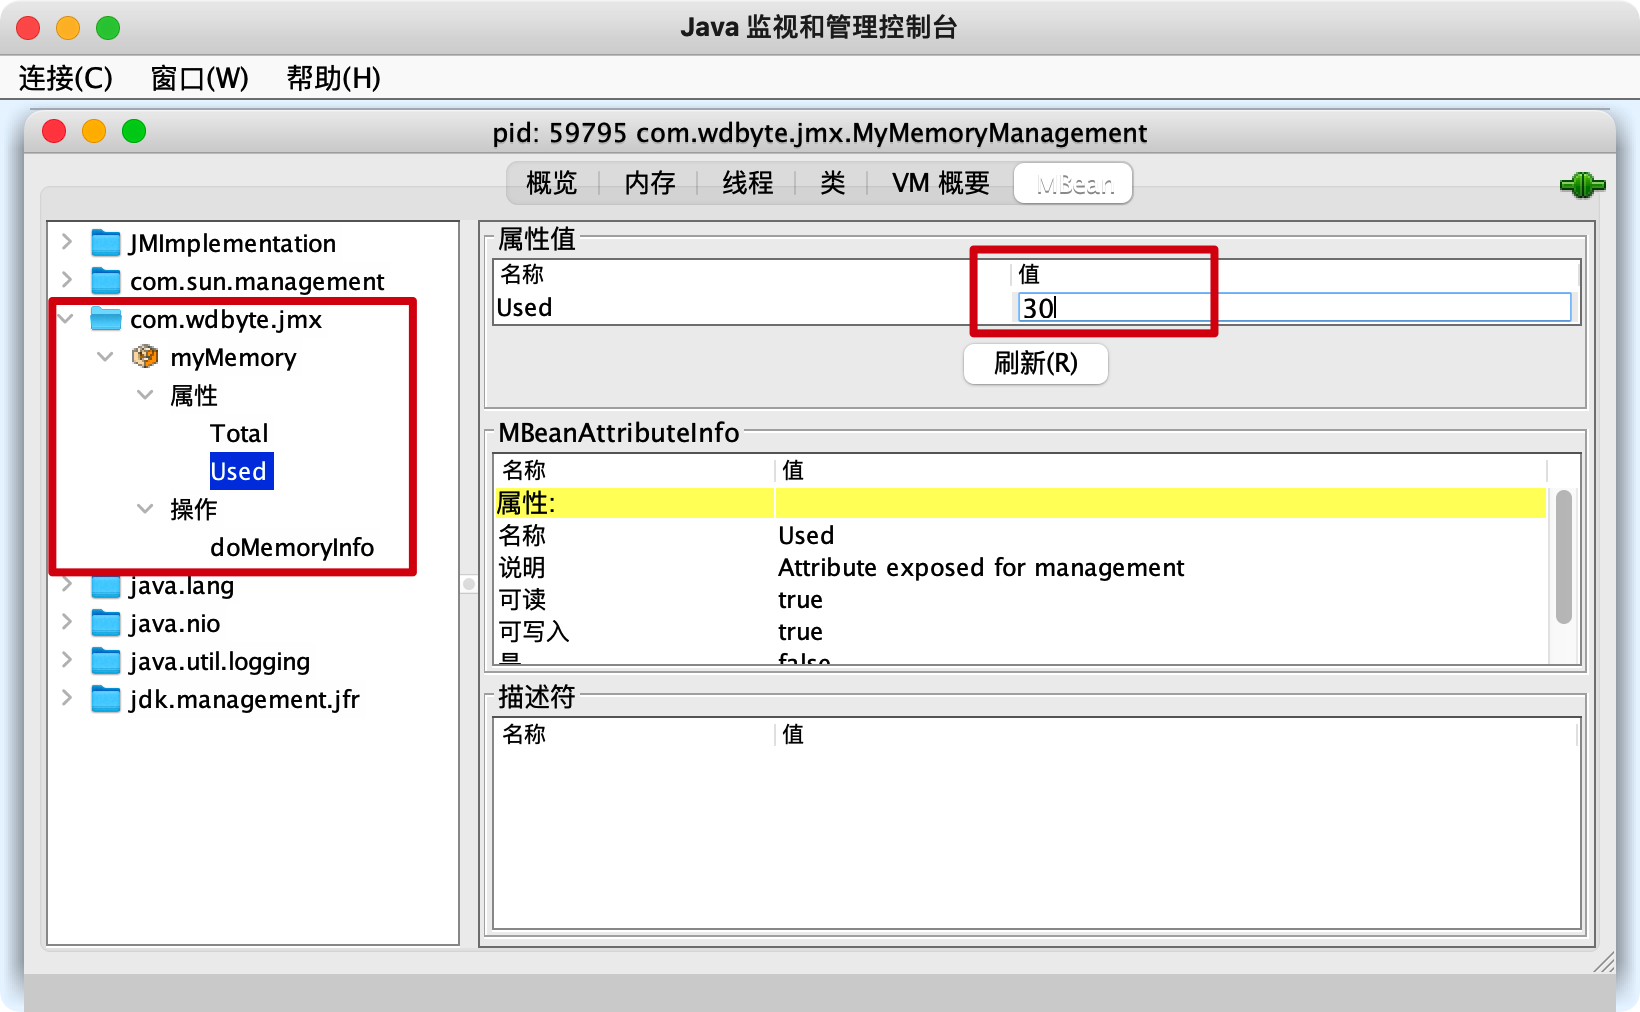 Java 监视和管理控制台
连接(C) 窗口(W) 帮助(H)
pid: 59795 com.wdbyte.jmx.MyMemoryManagement
概览 内存 线程 类 VM 概要 MBean
JMImplementation
com.sun.management
com.wdbyte.jmx
myMemory
属性
Total
Used
操作
doMemoryInfo
java.lang
java.nio
java.util.logging
jdk.management.jfr
属性值
名称 值
Used 30
刷新(R)
MBeanAttributeInfo
名称 值
属性:
名称 Used
说明 Attribute exposed for management
可读 true
可写入 true
是 false
描述符
名称 值